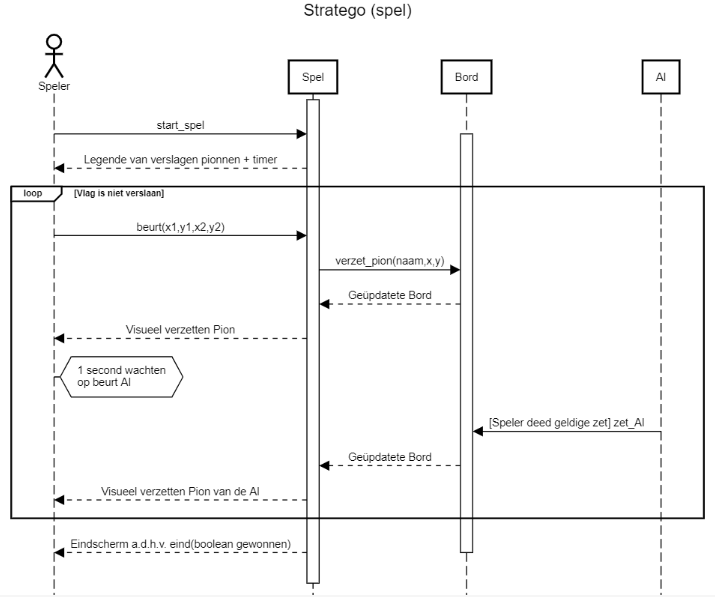 Stratego (spel)
Speler
Spel
Bord
AI
start_spel
Legende van verslagen pionnen + timer
loop
[Vlag is niet verslaan]
beurt(x1,y1,x2,y2)
verzet_pion(naam,x,y)
Geüpdatete Bord
Visueel verzetten Pion
1 second wachten
op beurt AI
[Speler deed geldige zet] zet_AI
Geüpdatete Bord
Visueel verzetten Pion van de AI
Eindscherm a.d.h.v. eind(boolean gewonnen)